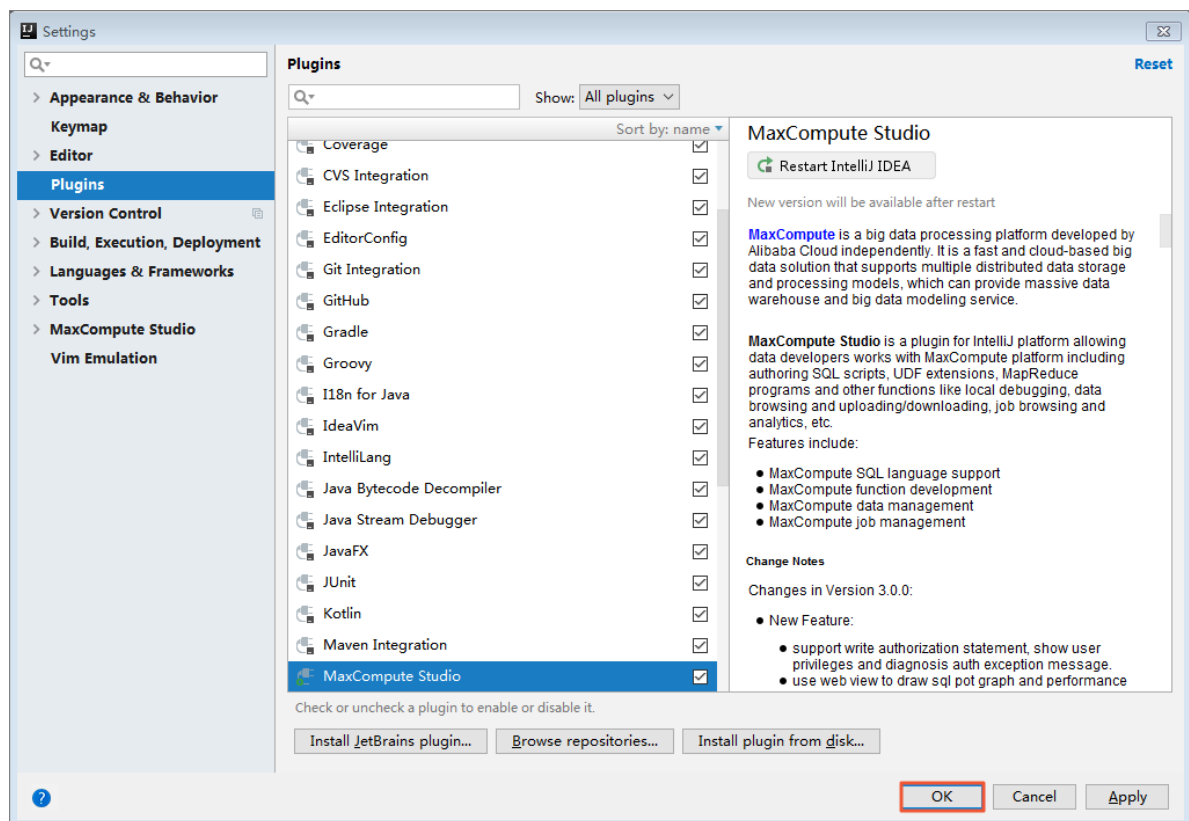 Settings
Plugins
Reset
Appearance & Behavior
Keymap
Editor
Plugins
Version Control
Build, Execution, Deployment
Languages & Frameworks
Tools
MaxCompute Studio
Vim Emulation
Show: All plugins
Sort by: name
Coverage
CVS Integration
Eclipse Integration
EditorConfig
Git Integration
GitHub
Gradle
Groovy
I18n for Java
IdeaVim
IntelliLang
Java Bytecode Decompiler
Java Stream Debugger
JavaFX
JUnit
Kotlin
Maven Integration
MaxCompute Studio
Check or uncheck a plugin to enable or disable it.
Install JetBrains plugin...
Browse repositories...
Install plugin from disk...
MaxCompute Studio
Restart IntelliJ IDEA
New version will be available after restart
MaxCompute is a big data processing platform developed by
Alibaba Cloud independently. It is a fast and cloud-based big
data solution that supports multiple distributed data storage
and processing models, which can provide massive data
warehouse and big data modeling service.
MaxCompute Studio is a plugin for IntelliJ platform allowing
data developers works with MaxCompute platform including
authoring SQL scripts, UDF extensions, MapReduce
programs and other functions like local debugging, data
browsing and uploading/downloading, job browsing and
analytics, etc.
Features include:
● MaxCompute SQL language support
● MaxCompute function development
● MaxCompute data management
● MaxCompute job management
Change Notes
Changes in Version 3.0.0:
● New Feature:
● support write authorization statement, show user
privileges and diagnosis auth exception message.
● use web view to draw sql pot graph and performance
?
OK
Cancel
Apply